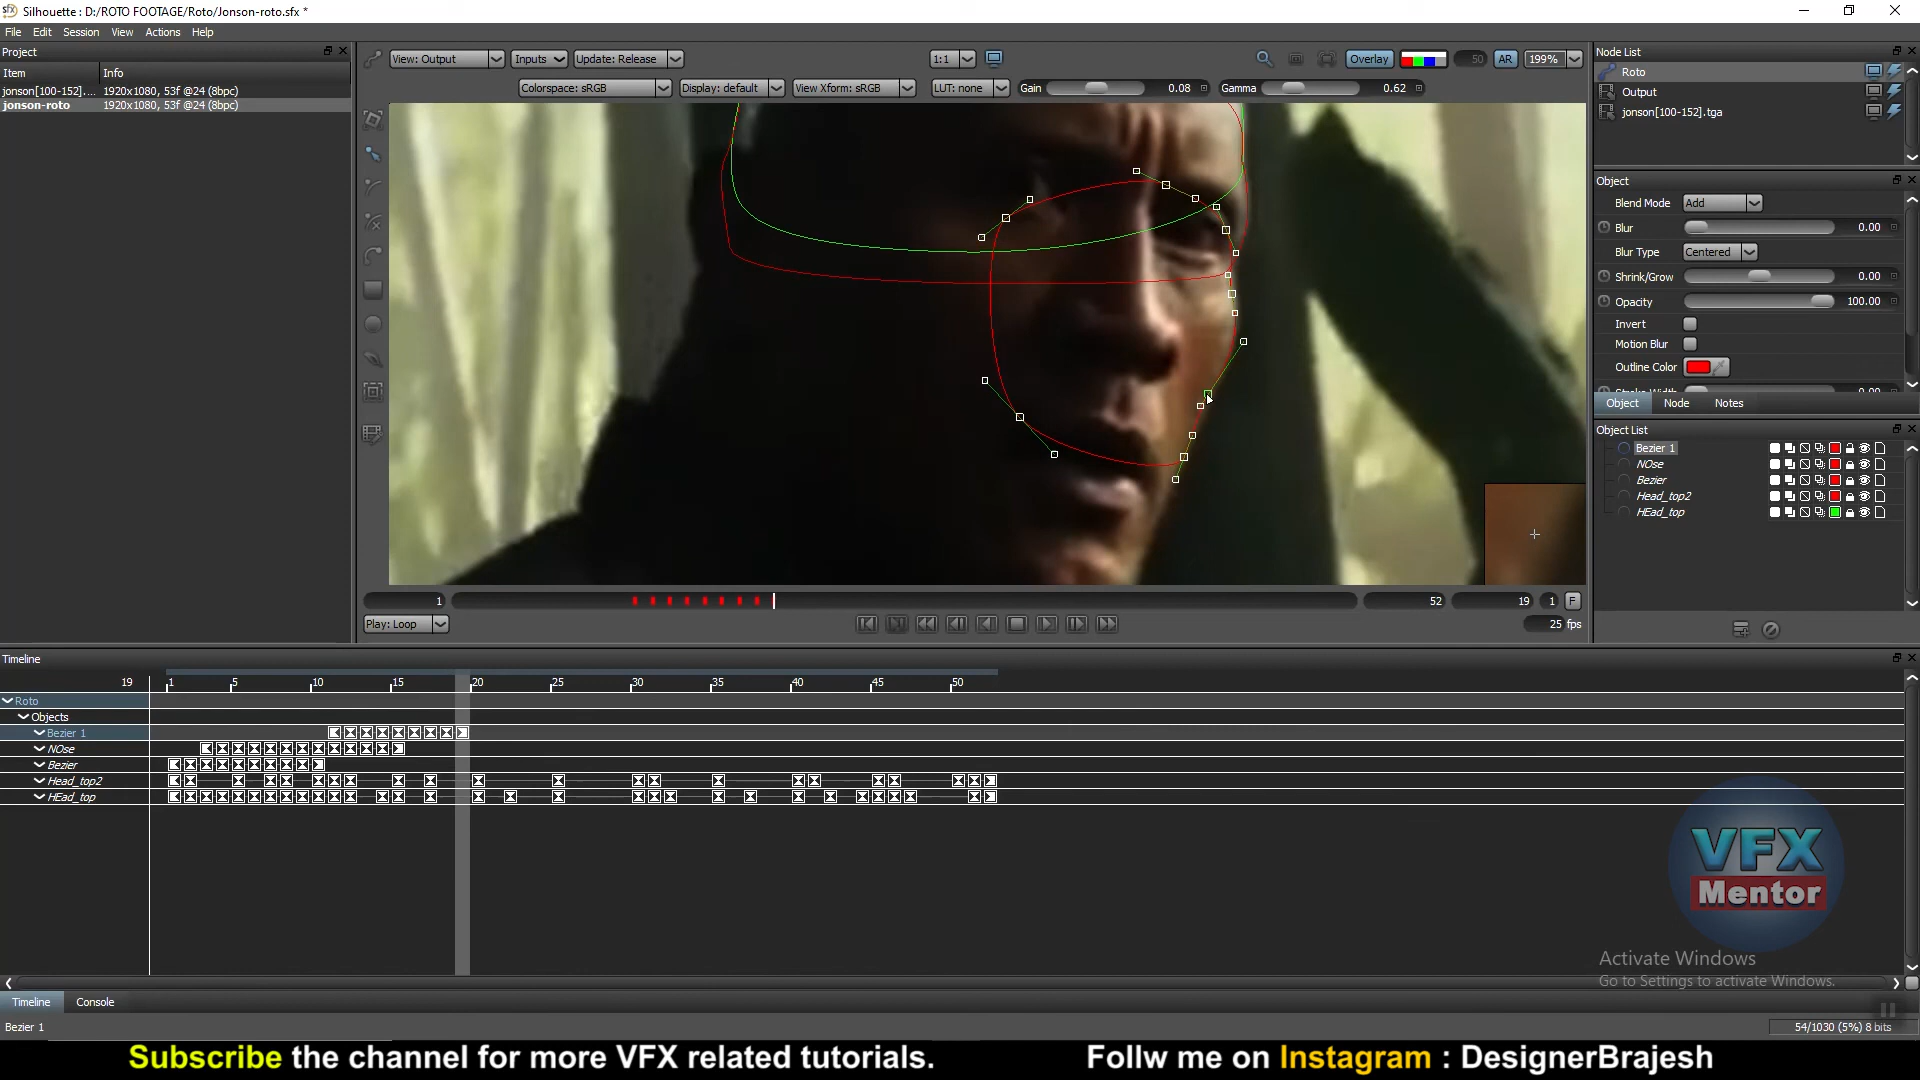 Silhouette : D:/ROTO FOOTAGE/Roto/Jonson-roto.sfx *
File Edit Session View Actions Help
Project
Item Info
jonson[100-152].... 1920x1080, 53f @24 (8bpc)
jonson-roto 1920x1080, 53f @24 (8bpc)
View: Output Inputs Update: Release 1:1 Overlay 50 AR 199%
Colorspace: sRGB Display: default View Xform: sRGB LUT: none Gain 0.08 Gamma 0.62
Node List
Roto
Output
jonson[100-152].tga
Object
Blend Mode Add
Blur 0.00
Blur Type Centered
Shrink/Grow 0.00
Opacity 100.00
Invert
Motion Blur
Outline Color
Object Node Notes
Object List
Bezier 1
NOse
Bezier
Head_top2
HEad_top
1 52 19 1 F
Play: Loop 25 fps
Timeline
19 1 5 10 15 20 25 30 35 40 45 50
Roto
Objects
Bezier 1
NOse
Bezier
Head_top2
HEad_top
VFX
Mentor
Activate Windows
Go to Settings to activate Windows.
Timeline Console
Bezier 1 54/1030 (5%) 8 bits
Subscribe the channel for more VFX related tutorials. Follw me on Instagram : DesignerBrajesh